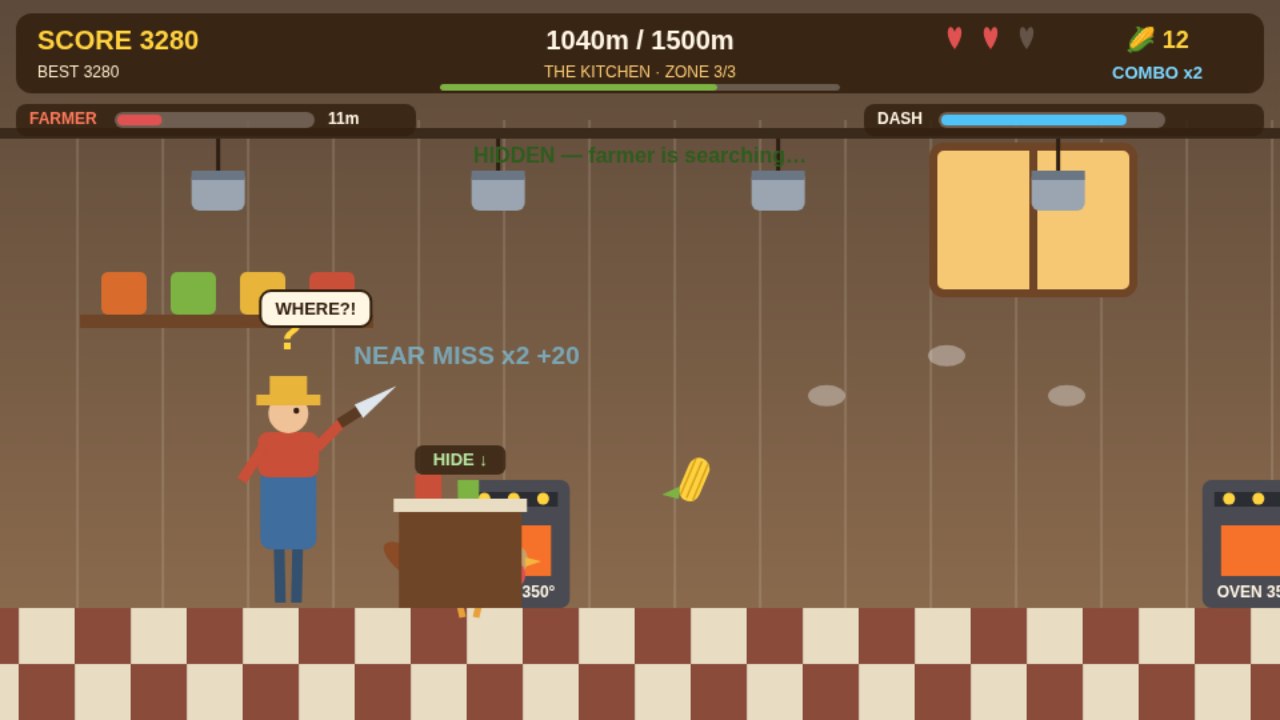 SCORE 3280
BEST 3280
1040m / 1500m
THE KITCHEN · ZONE 3/3
12
COMBO x2
FARMER
11m
DASH
HIDDEN — farmer is searching…
WHERE?!
?
NEAR MISS x2 +20
HIDE ↓
350°
OVEN 35